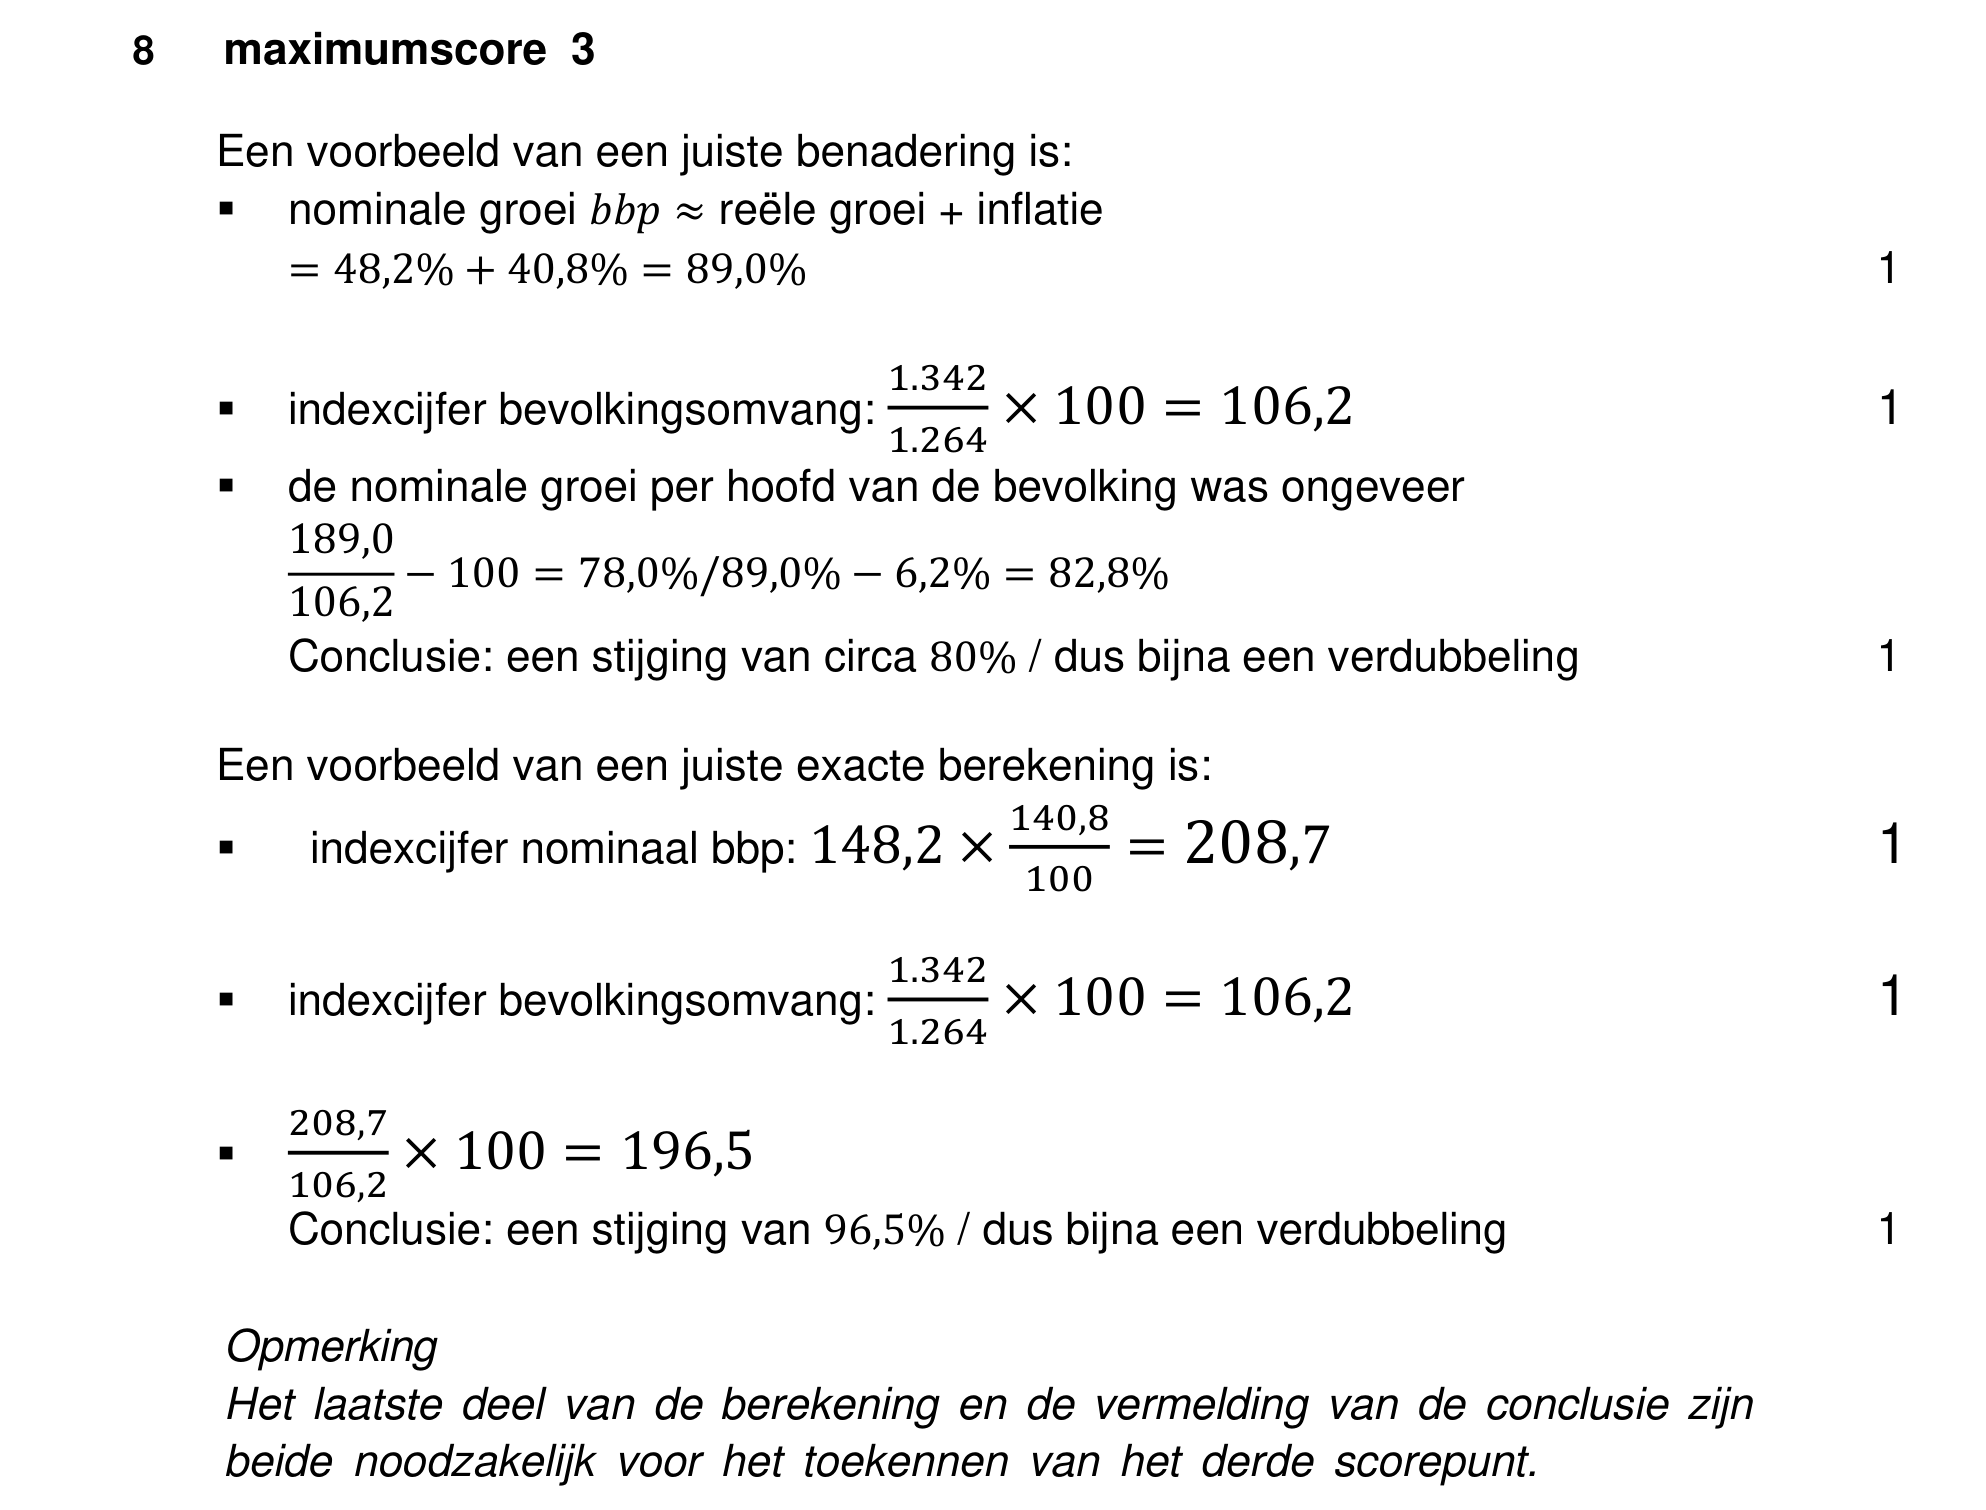 8 maximumscore 3
Een voorbeeld van een juiste benadering is:
▪ nominale groei bbp ≈ reële groei + inflatie
= 48,2% + 40,8% = 89,0% 1
▪ indexcijfer bevolkingsomvang: 1.342/1.264 × 100 = 106,2 1
▪ de nominale groei per hoofd van de bevolking was ongeveer
189,0/106,2 − 100 = 78,0%/89,0% − 6,2% = 82,8%
Conclusie: een stijging van circa 80% / dus bijna een verdubbeling 1
Een voorbeeld van een juiste exacte berekening is:
▪ indexcijfer nominaal bbp: 148,2 × 140,8/100 = 208,7 1
▪ indexcijfer bevolkingsomvang: 1.342/1.264 × 100 = 106,2 1
▪ 208,7/106,2 × 100 = 196,5
Conclusie: een stijging van 96,5% / dus bijna een verdubbeling 1
Opmerking
Het laatste deel van de berekening en de vermelding van de conclusie zijn
beide noodzakelijk voor het toekennen van het derde scorepunt.